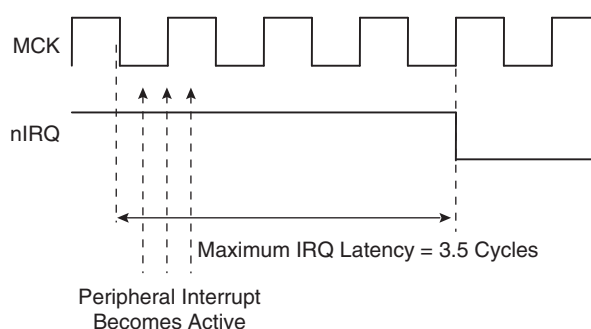 MCK
nIRQ
Maximum IRQ Latency = 3.5 Cycles
Peripheral Interrupt
Becomes Active